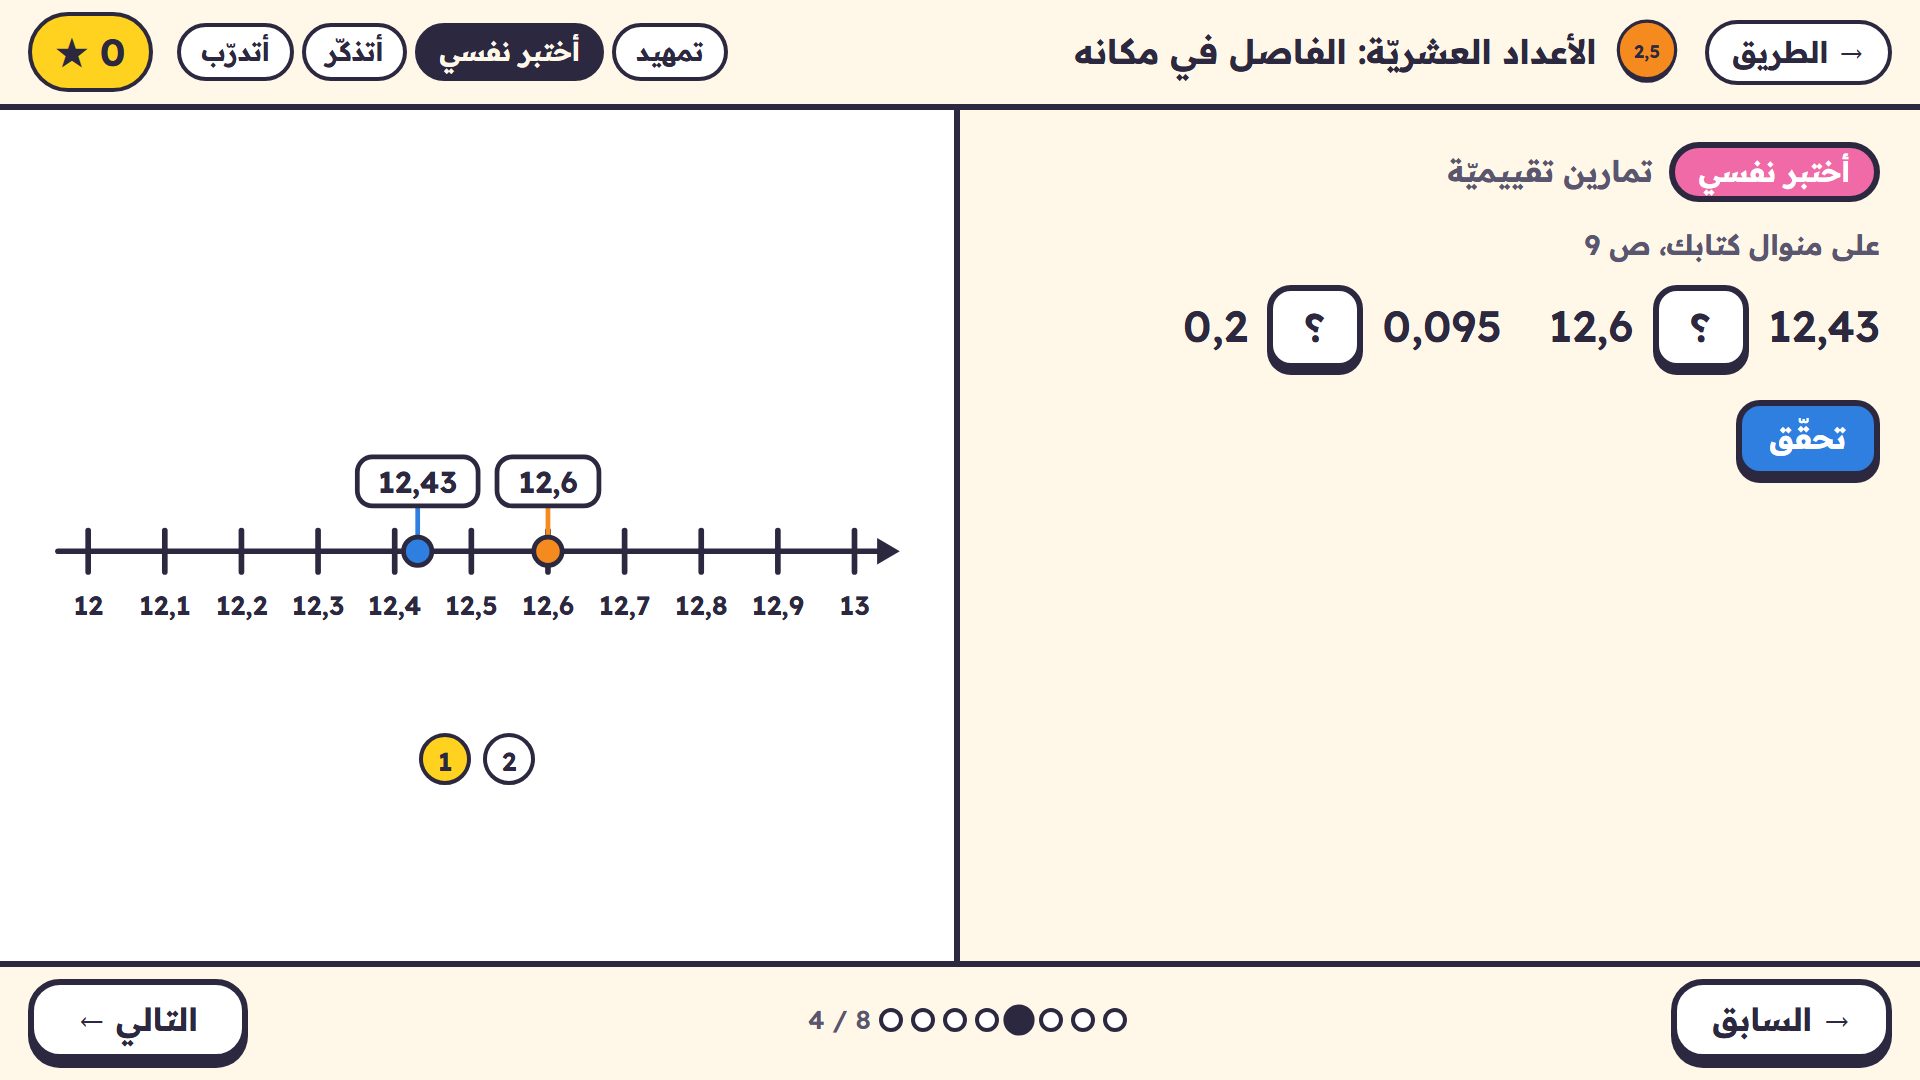 → الطريق
2,5
الأعداد العشريّة: الفاصل في مكانه
تمهيد
أختبر نفسي
أتذكّر
أتدرّب
★ 0
أختبر نفسي تمارين تقييميّة
على منوال كتابك، ص 9
12,43 ؟ 12,6 0,095 ؟ 0,2
تحقّق
12,43 12,6
12 12,1 12,2 12,3 12,4 12,5 12,6 12,7 12,8 12,9 13
1 2
→ السابق
4 / 8
التالي ←